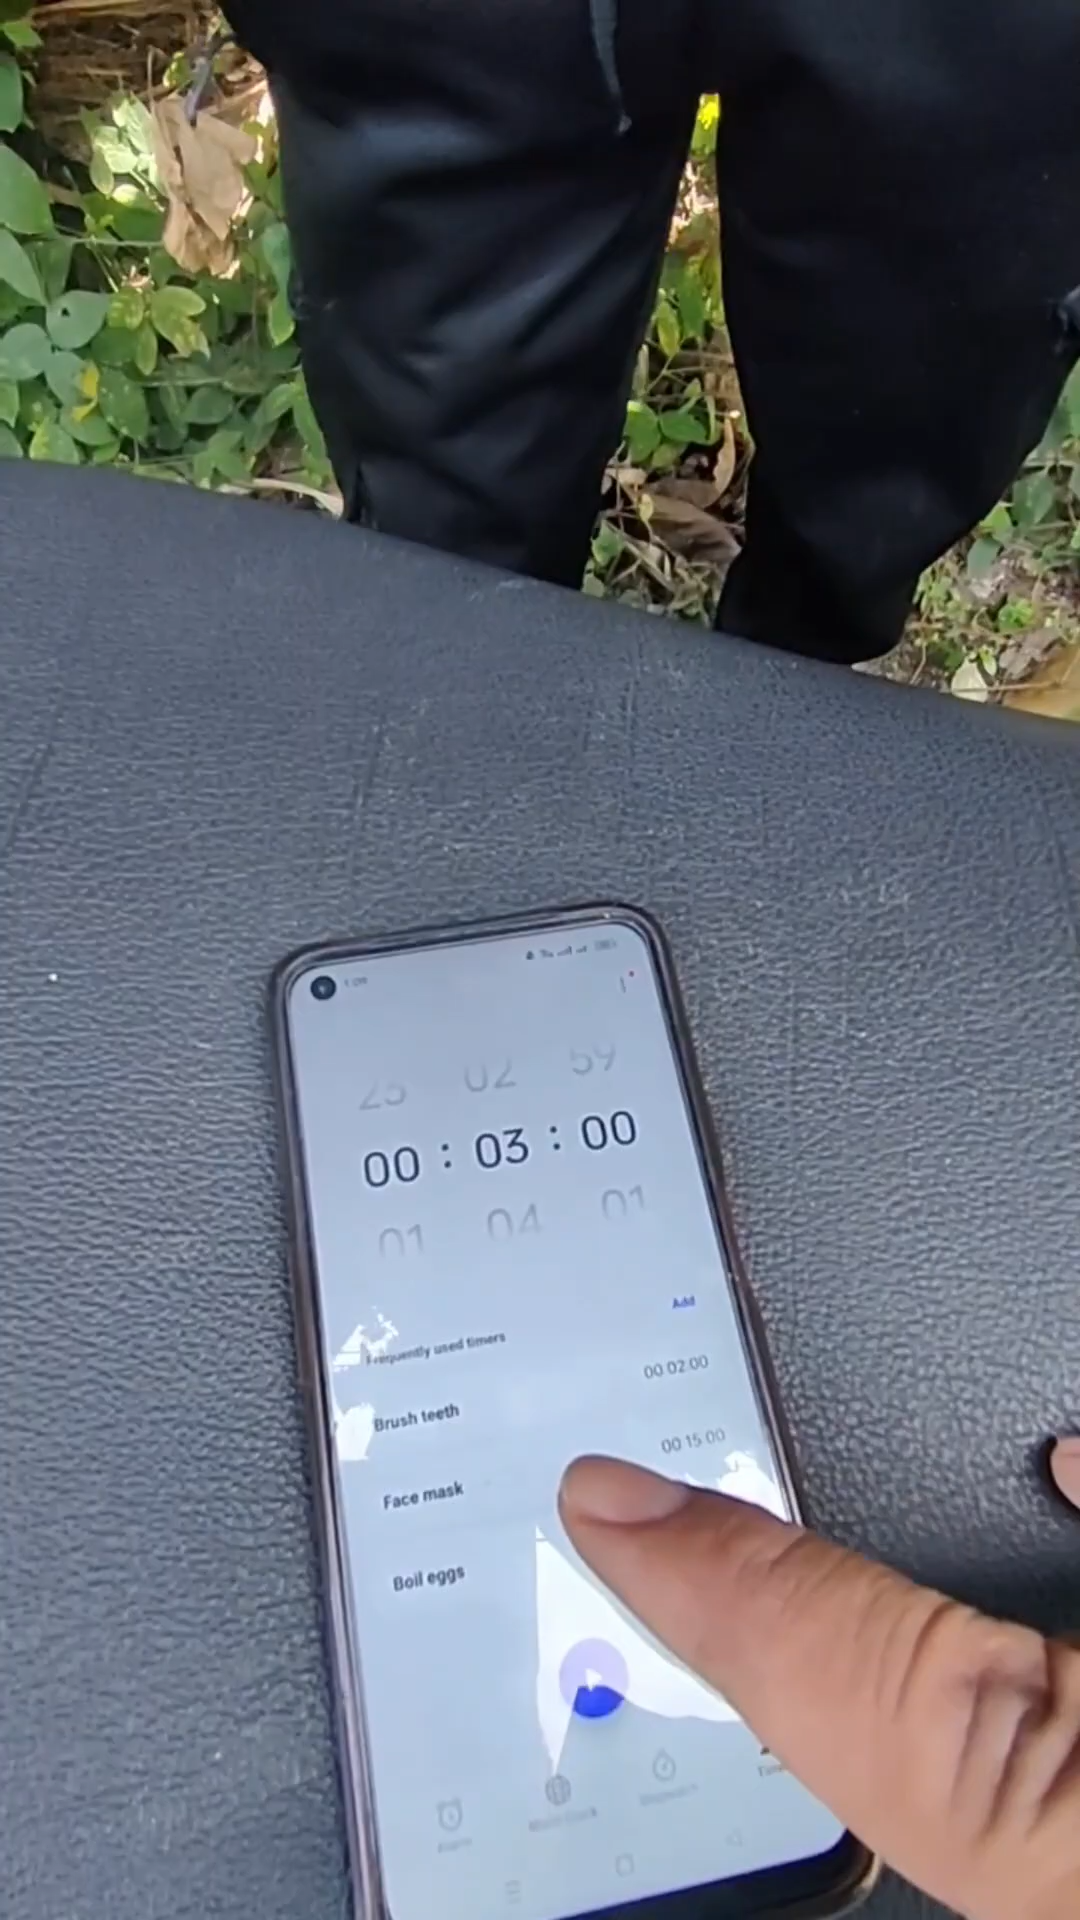 02 59
00 : 03 : 00
01 04 01
Add
Frequently used timers
Brush teeth 00:02:00
Face mask 00:15:00
Boil eggs